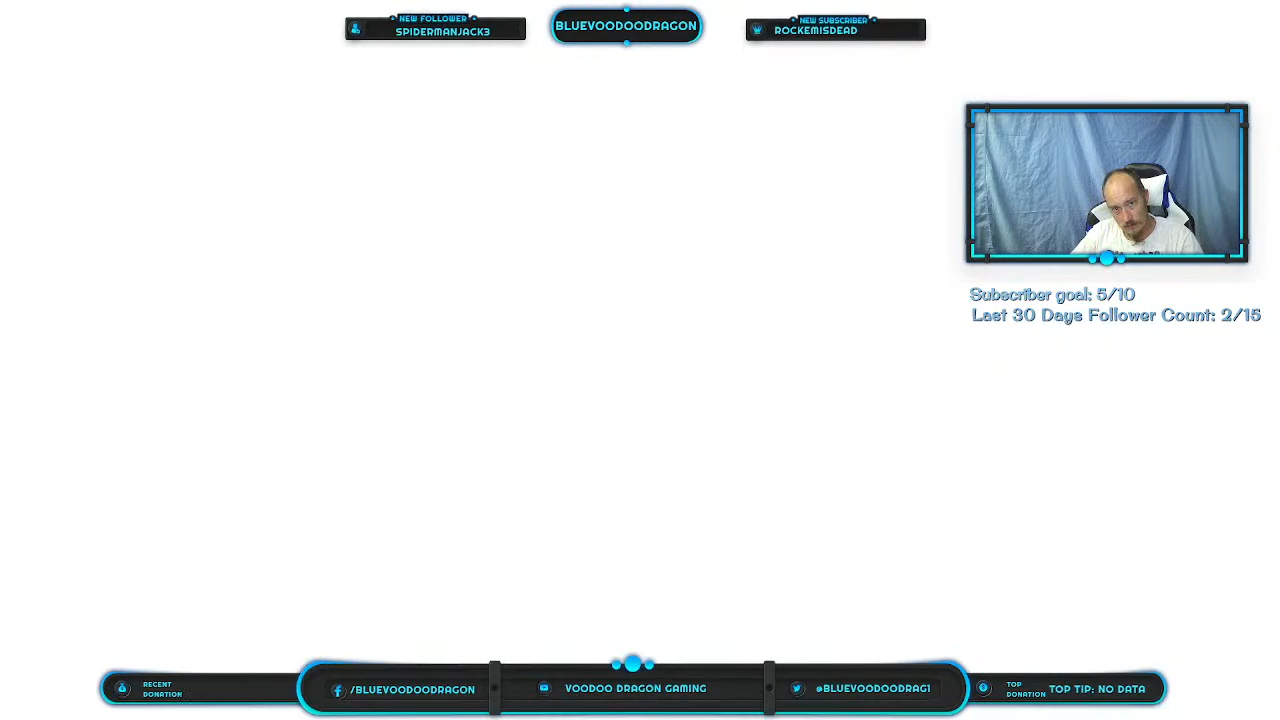 NEW FOLLOWER
SPIDERMANJACK3
BLUEVOODOODRAGON
NEW SUBSCRIBER
ROCKEMISDEAD
Subscriber goal: 5/10
Last 30 Days Follower Count: 2/15
RECENT
DONATION
/BLUEVOODOODRAGON
VOODOO DRAGON GAMING
@BLUEVOODOODRAG1
TOP
DONATION
TOP TIP: NO DATA